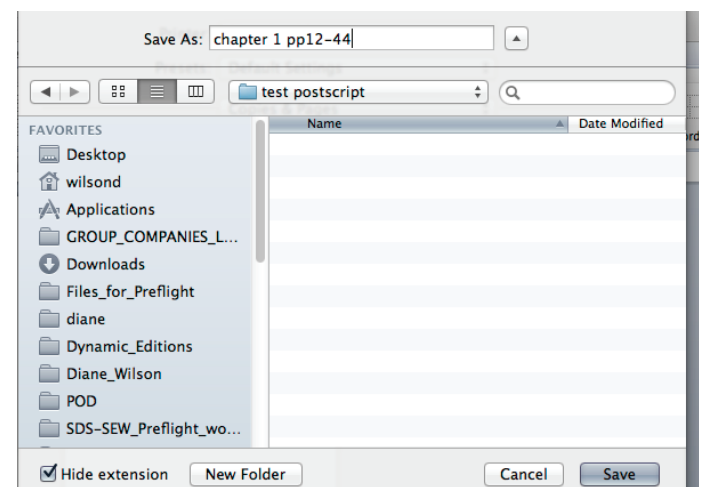 Save As: chapter 1 pp12-44
test postscript
FAVORITES
Name
Date Modified
Desktop
wilsond
Applications
GROUP_COMPANIES_L...
Downloads
Files_for_Preflight
diane
Dynamic_Editions
Diane_Wilson
POD
SDS-SEW_Preflight_wo...
Hide extension New Folder Cancel Save